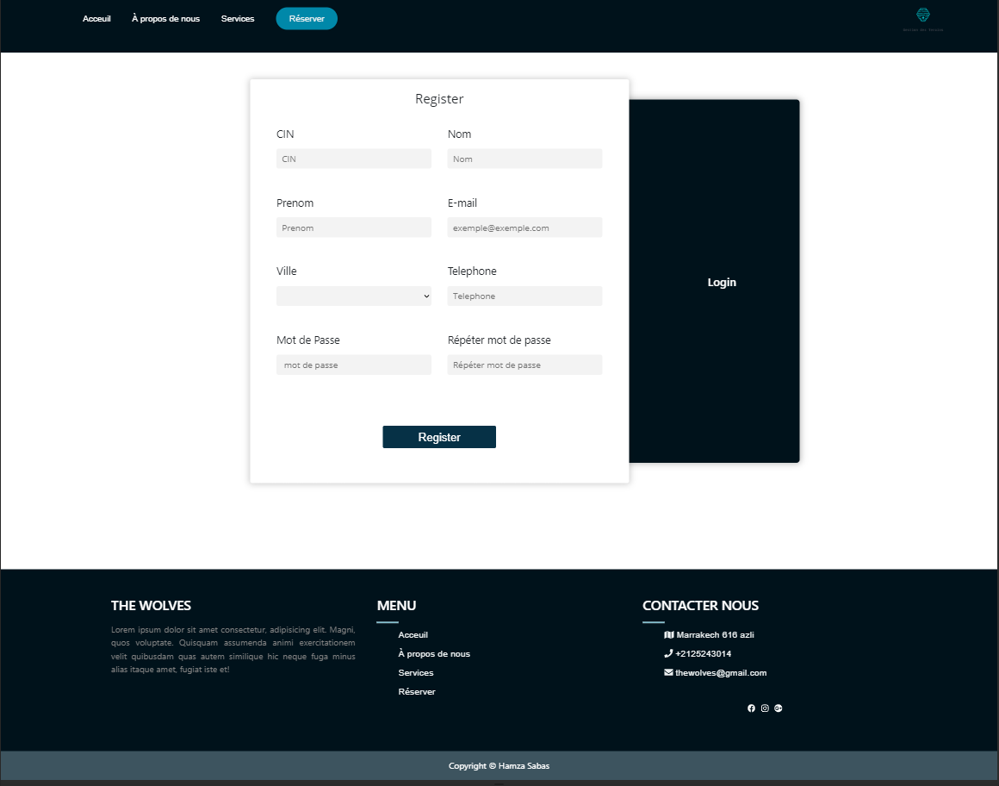 Acceuil À propos de nous Services Réserver
Register
CIN Nom
CIN Nom
Prenom E-mail
Prenom exemple@exemple.com
Ville Telephone
Telephone
Mot de Passe Répéter mot de passe
mot de passe Répéter mot de passe
Register
Login
THE WOLVES
Lorem ipsum dolor sit amet consectetur, adipisicing elit. Magni,
quos voluptate. Quisquam assumenda animi exercitationem
velit quibusdam quas autem similique hic neque fuga minus
alias itaque amet, fugiat iste et!
MENU
Acceuil
À propos de nous
Services
Réserver
CONTACTER NOUS
Marrakech 616 azli
+2125243014
thewolves@gmail.com
Copyright © Hamza Sabas